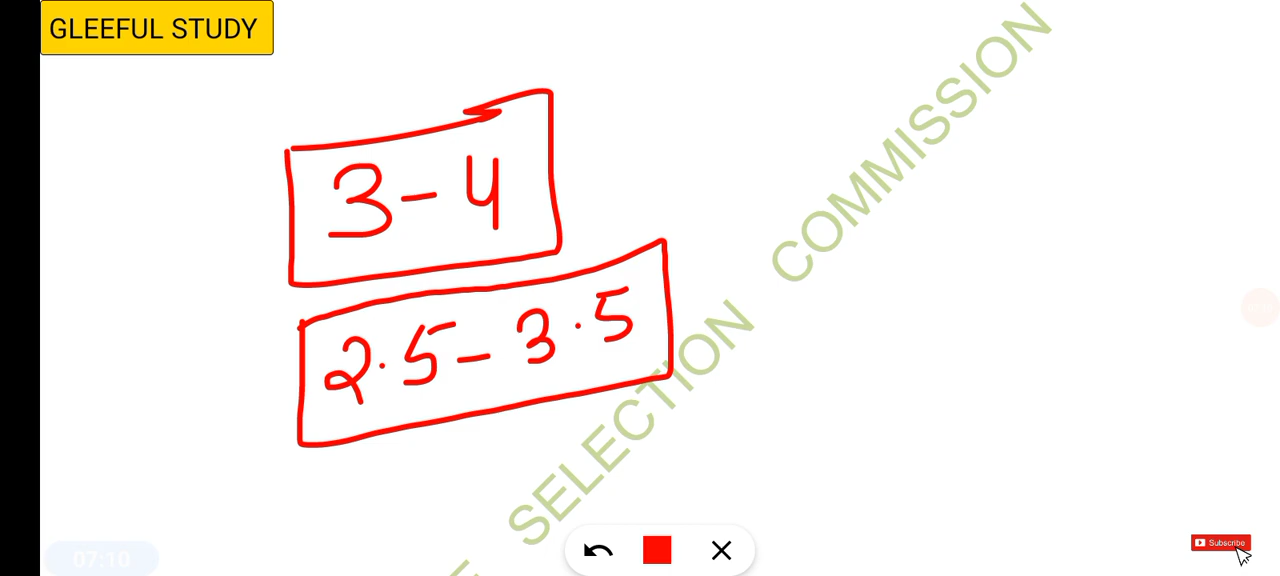 GLEEFUL STUDY
3 - 4
2.5 - 3.5
SELECTION COMMISSION
07:10
Subscribe